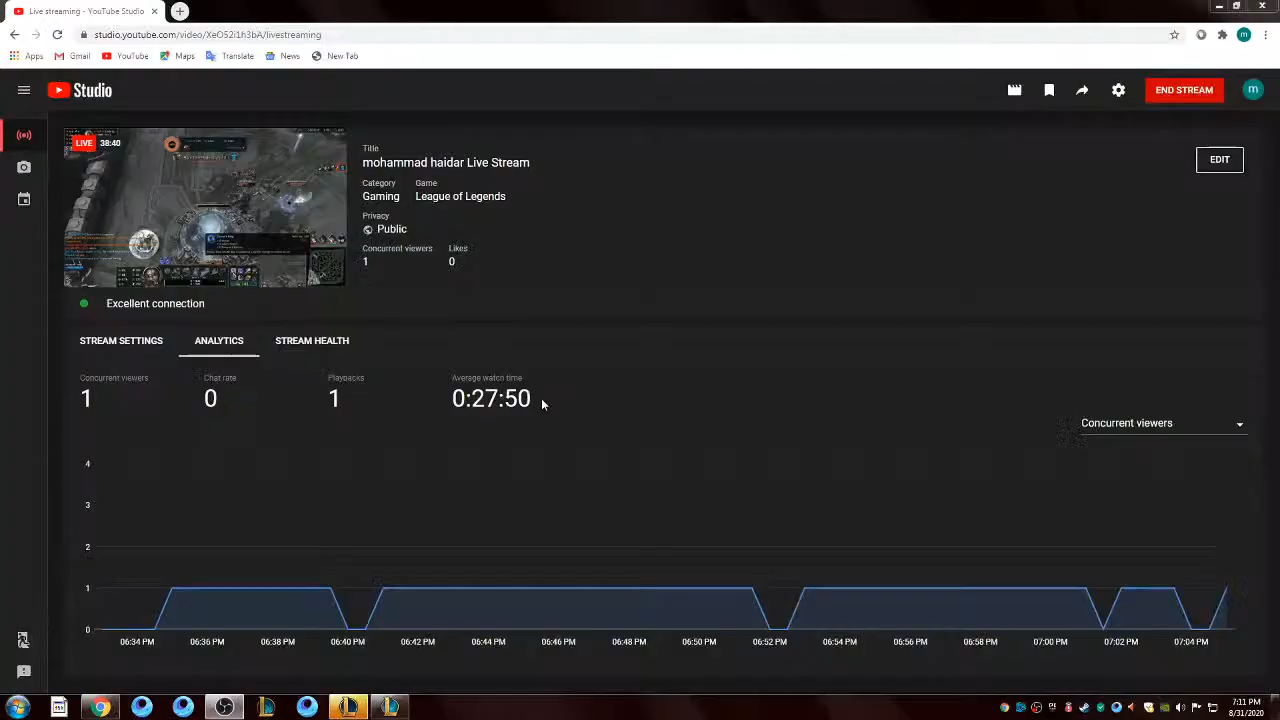 Live streaming - YouTube Studio
studio.youtube.com/video/XeO52i1h3bA/livestreaming
Apps Gmail YouTube Maps Translate News New Tab
Studio
END STREAM
m
LIVE 38:40
Title
mohammad haidar Live Stream
EDIT
Category Game
Gaming League of Legends
Privacy
Public
Concurrent viewers Likes
1 0
Excellent connection
STREAM SETTINGS ANALYTICS STREAM HEALTH
Concurrent viewers Chat rate Playbacks Average watch time
1 0 1 0:27:50
Concurrent viewers
4
3
2
1
0
06:34 PM 06:36 PM 06:38 PM 06:40 PM 06:42 PM 06:44 PM 06:46 PM 06:48 PM 06:50 PM 06:52 PM 06:54 PM 06:56 PM 06:58 PM 07:00 PM 07:02 PM 07:04 PM
7:11 PM
8/31/2020